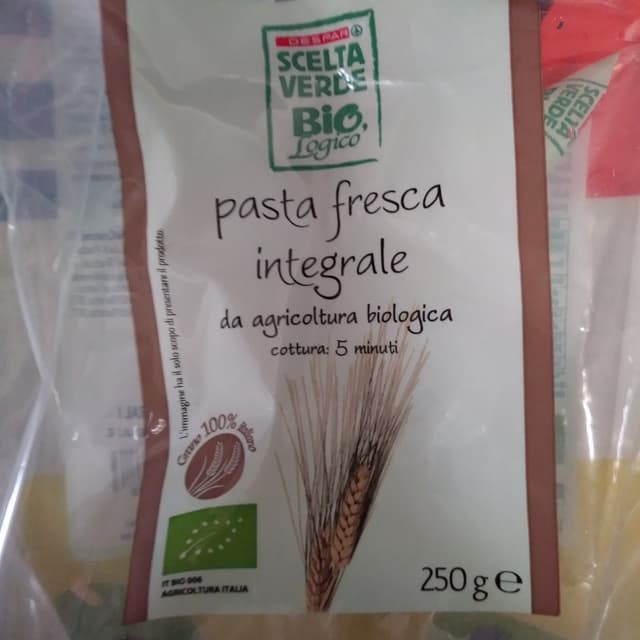 DESPAR
SCELTA
VERDE
BiO,
Logico
pasta fresca
integrale
da agricoltura biologica
cottura: 5 minuti
L'immagine ha il solo scopo di presentare il prodotto.
Grano 100% italiano
IT BIO 006
AGRICOLTURA ITALIA
250 g e
SCELTA
VERDE